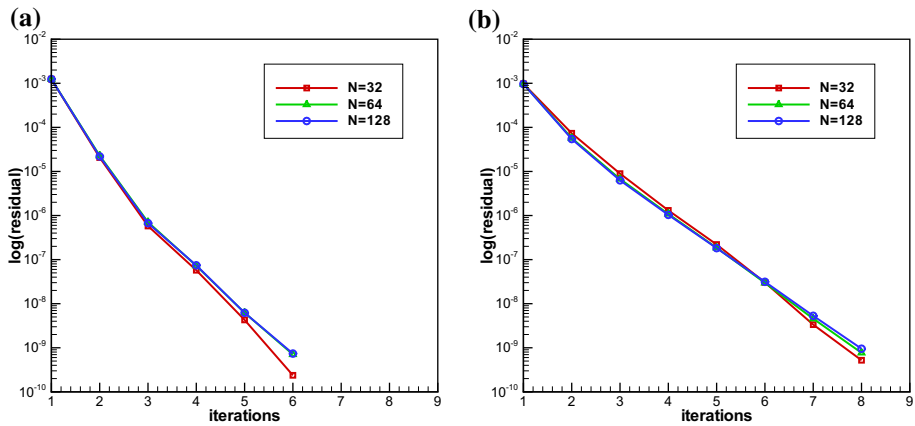 (a)
10-2
10-3
10-4
10-5
10-6
10-7
10-8
10-9
10-10
log(residual)
N=32
N=64
N=128
1 2 3 4 5 6 7 8 9
iterations
(b)
10-2
10-3
10-4
10-5
10-6
10-7
10-8
10-9
10-10
log(residual)
N=32
N=64
N=128
1 2 3 4 5 6 7 8 9
iterations